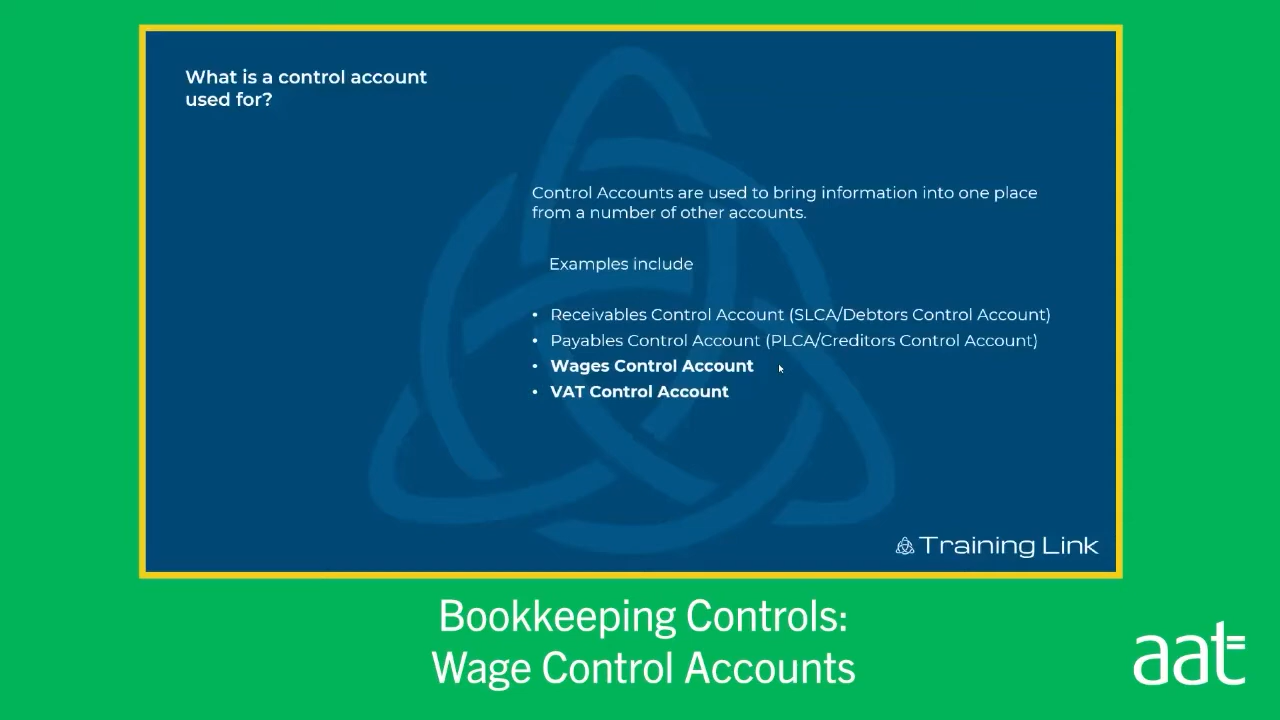 What is a control account
used for?
Control Accounts are used to bring information into one place
from a number of other accounts.
Examples include
• Receivables Control Account (SLCA/Debtors Control Account)
• Payables Control Account (PLCA/Creditors Control Account)
• Wages Control Account
• VAT Control Account
Training Link
Bookkeeping Controls:
Wage Control Accounts
aat